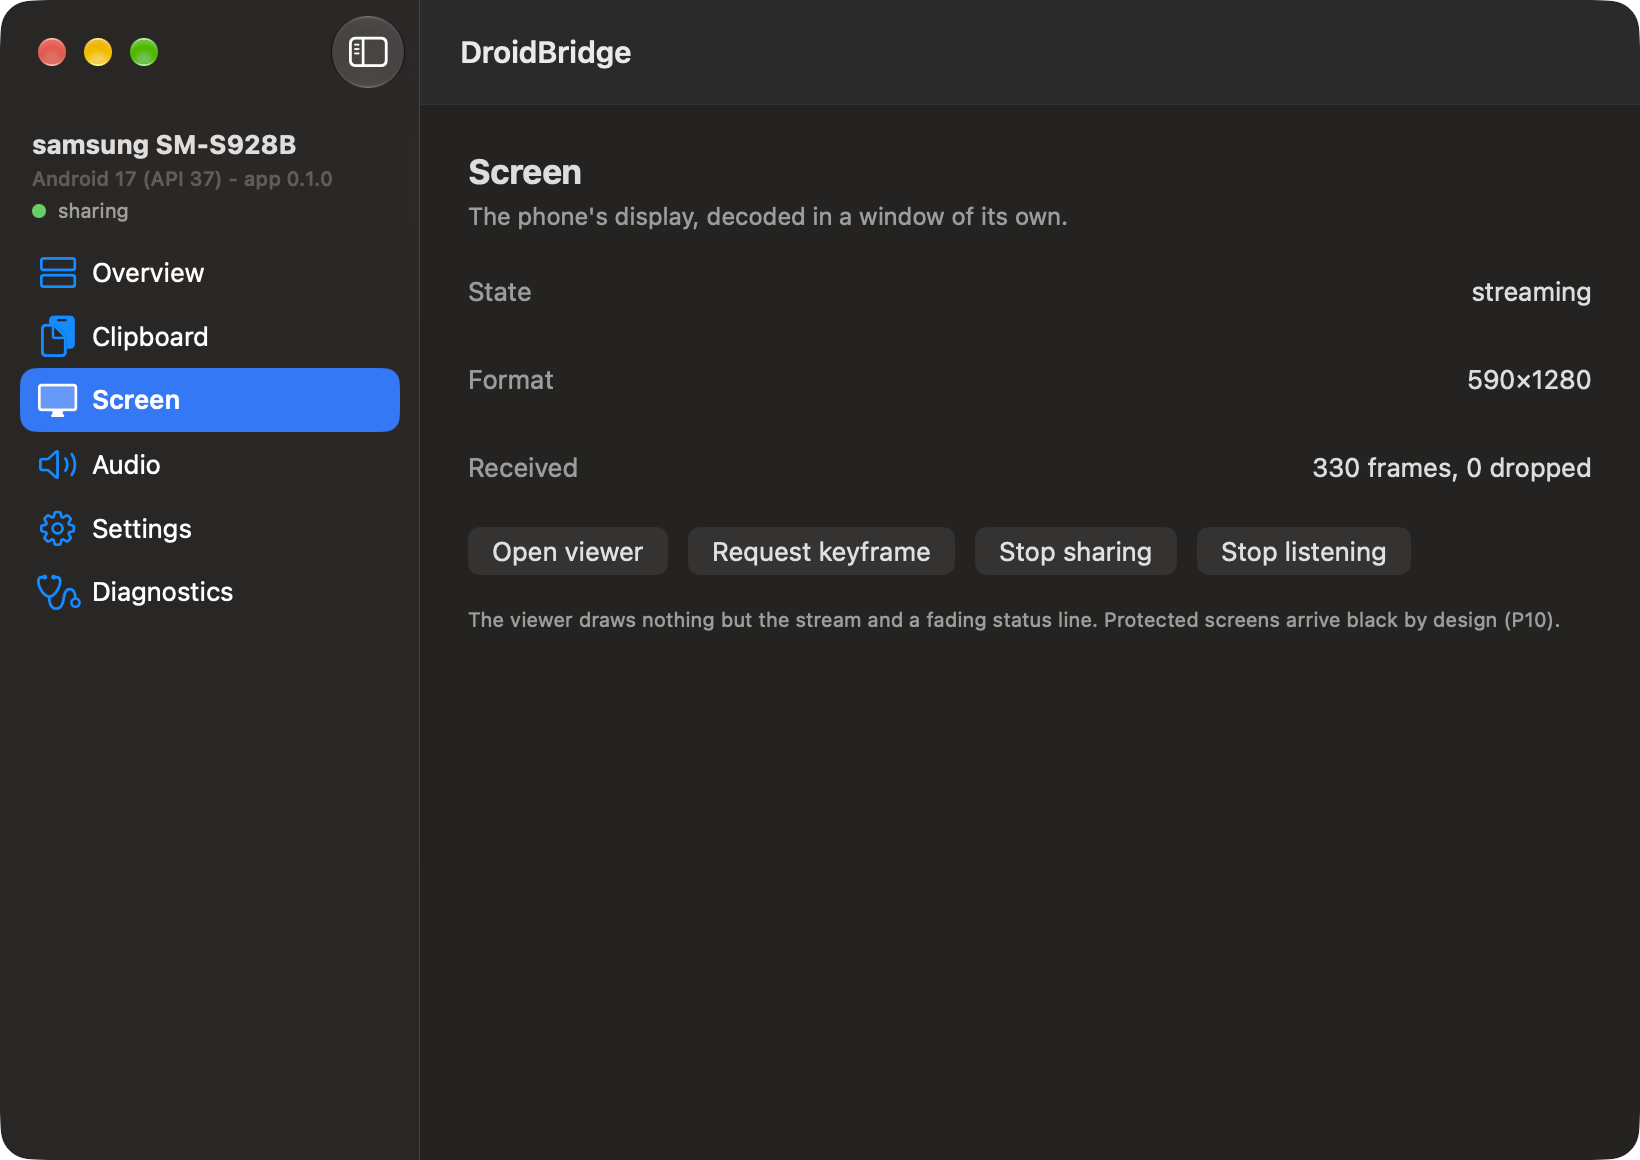 DroidBridge
samsung SM-S928B
Android 17 (API 37) - app 0.1.0
sharing
Overview
Clipboard
Screen
Audio
Settings
Diagnostics
Screen
The phone's display, decoded in a window of its own.
State streaming
Format 590×1280
Received 330 frames, 0 dropped
Open viewer Request keyframe Stop sharing Stop listening
The viewer draws nothing but the stream and a fading status line. Protected screens arrive black by design (P10).